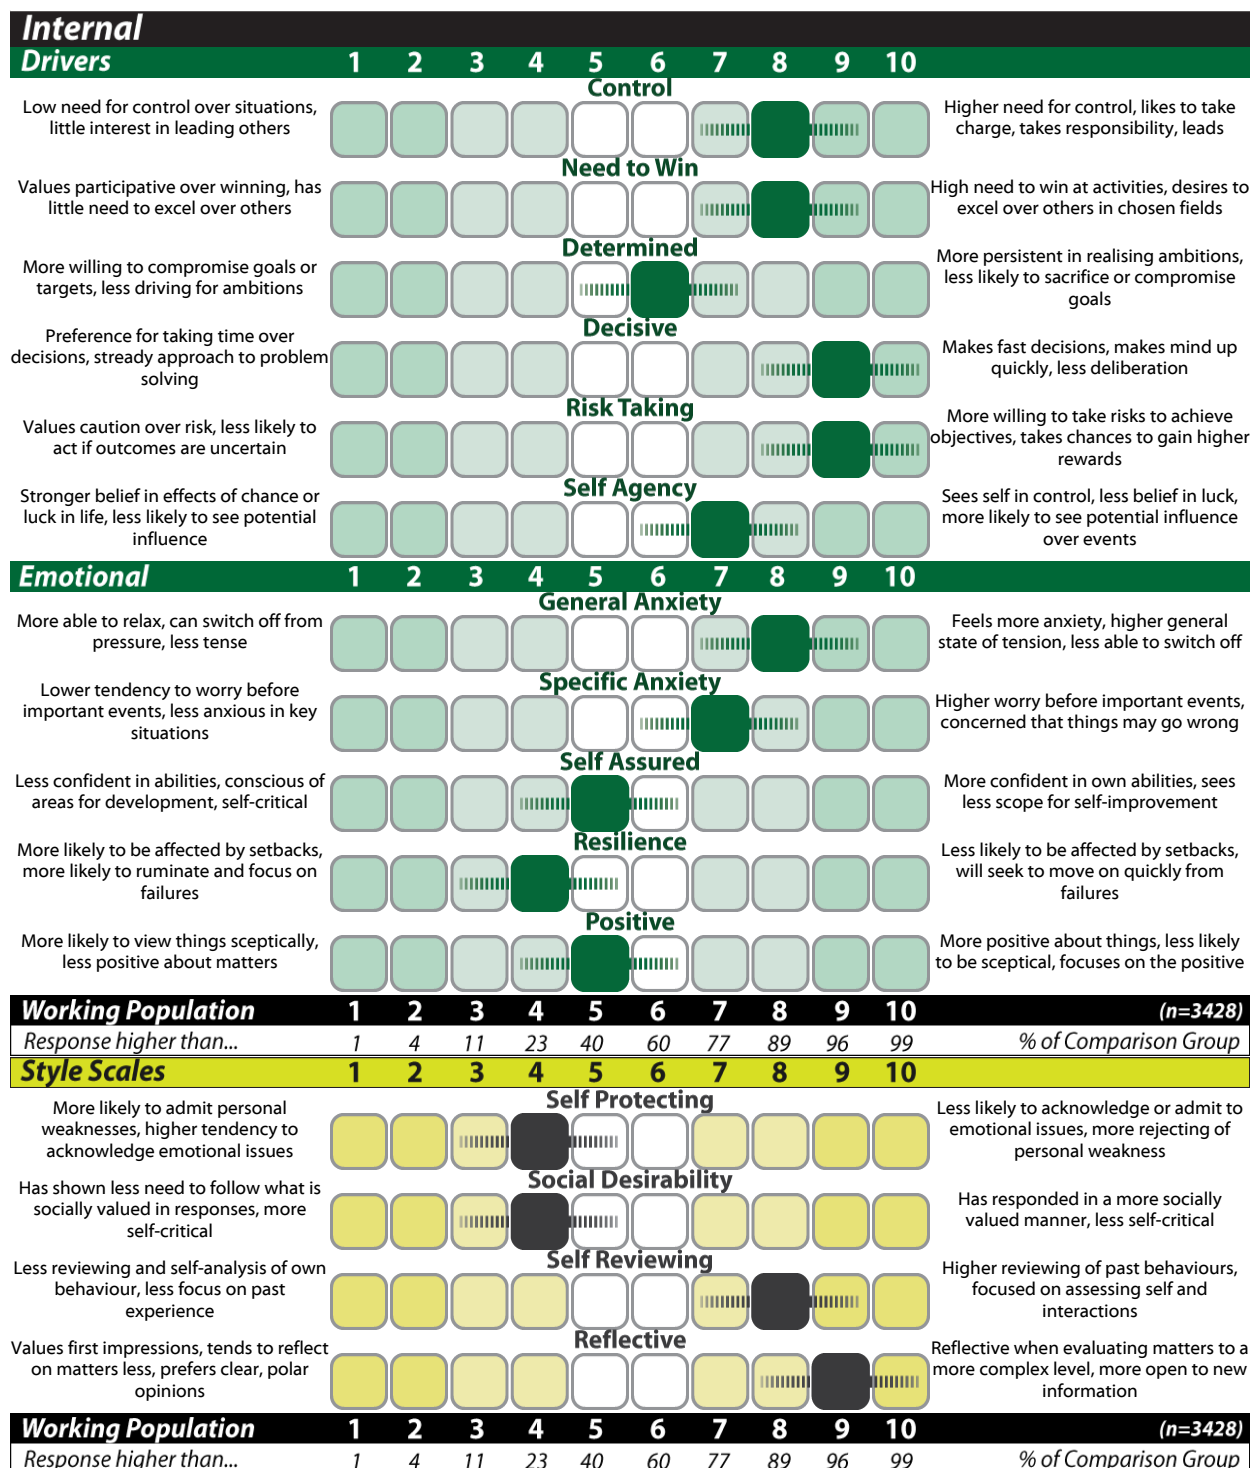 Internal
Drivers 1 2 3 4 5 6 7 8 9 10
Control
Low need for control over situations,
little interest in leading others
Higher need for control, likes to take
charge, takes responsibility, leads
Need to Win
Values participative over winning, has
little need to excel over others
High need to win at activities, desires to
excel over others in chosen fields
Determined
More willing to compromise goals or
targets, less driving for ambitions
More persistent in realising ambitions,
less likely to sacrifice or compromise
goals
Decisive
Preference for taking time over
decisions, stready approach to problem
solving
Makes fast decisions, makes mind up
quickly, less deliberation
Risk Taking
Values caution over risk, less likely to
act if outcomes are uncertain
More willing to take risks to achieve
objectives, takes chances to gain higher
rewards
Self Agency
Stronger belief in effects of chance or
luck in life, less likely to see potential
influence
Sees self in control, less belief in luck,
more likely to see potential influence
over events
Emotional 1 2 3 4 5 6 7 8 9 10
General Anxiety
More able to relax, can switch off from
pressure, less tense
Feels more anxiety, higher general
state of tension, less able to switch off
Specific Anxiety
Lower tendency to worry before
important events, less anxious in key
situations
Higher worry before important events,
concerned that things may go wrong
Self Assured
Less confident in abilities, conscious of
areas for development, self-critical
More confident in own abilities, sees
less scope for self-improvement
Resilience
More likely to be affected by setbacks,
more likely to ruminate and focus on
failures
Less likely to be affected by setbacks,
will seek to move on quickly from
failures
Positive
More likely to view things sceptically,
less positive about matters
More positive about things, less likely
to be sceptical, focuses on the positive
Working Population 1 2 3 4 5 6 7 8 9 10 (n=3428)
Response higher than... 1 4 11 23 40 60 77 89 96 99 % of Comparison Group
Style Scales 1 2 3 4 5 6 7 8 9 10
Self Protecting
More likely to admit personal
weaknesses, higher tendency to
acknowledge emotional issues
Less likely to acknowledge or admit to
emotional issues, more rejecting of
personal weakness
Social Desirability
Has shown less need to follow what is
socially valued in responses, more
self-critical
Has responded in a more socially
valued manner, less self-critical
Self Reviewing
Less reviewing and self-analysis of own
behaviour, less focus on past
experience
Higher reviewing of past behaviours,
focused on assessing self and
interactions
Reflective
Values first impressions, tends to reflect
on matters less, prefers clear, polar
opinions
Reflective when evaluating matters to a
more complex level, more open to new
information
Working Population 1 2 3 4 5 6 7 8 9 10 (n=3428)
Response higher than... 1 4 11 23 40 60 77 89 96 99 % of Comparison Group